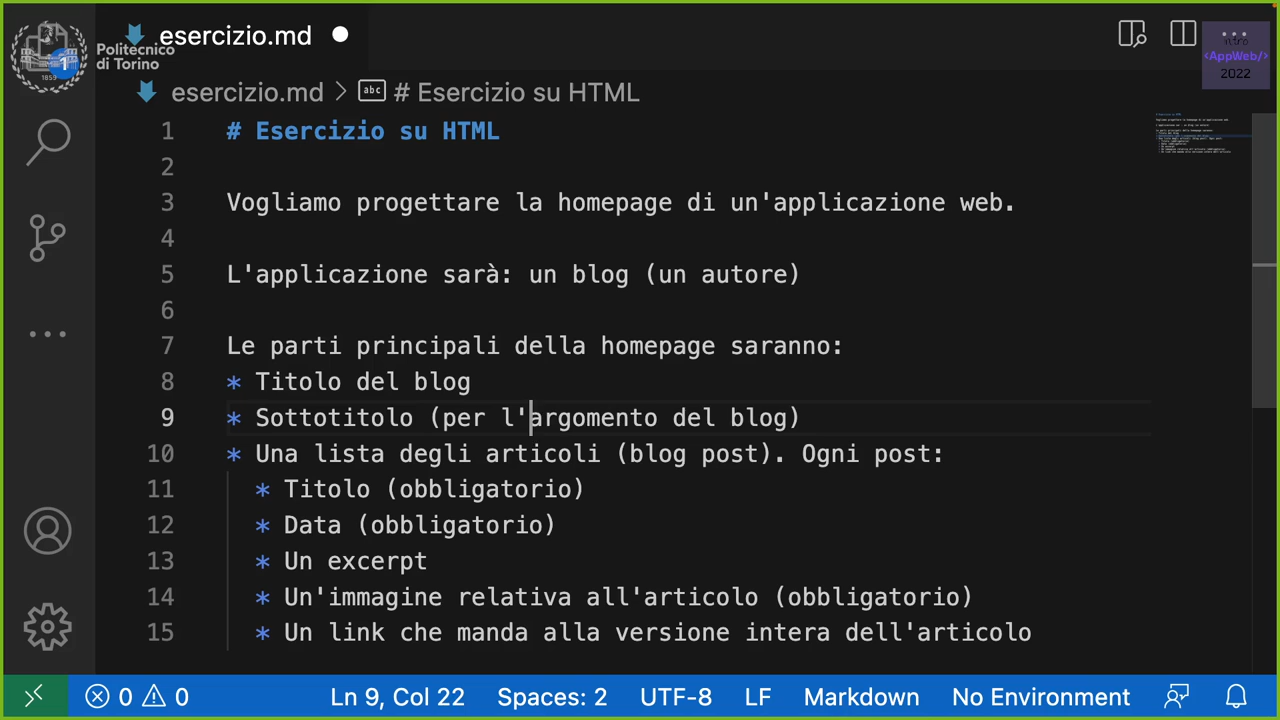 esercizio.md
Politecnico
di Torino
1859
1
intro
<AppWeb/>
2022
esercizio.md > # Esercizio su HTML
1 # Esercizio su HTML
2
3 Vogliamo progettare la homepage di un'applicazione web.
4
5 L'applicazione sarà: un blog (un autore)
6
7 Le parti principali della homepage saranno:
8 * Titolo del blog
9 * Sottotitolo (per l'argomento del blog)
10 * Una lista degli articoli (blog post). Ogni post:
11 * Titolo (obbligatorio)
12 * Data (obbligatorio)
13 * Un excerpt
14 * Un'immagine relativa all'articolo (obbligatorio)
15 * Un link che manda alla versione intera dell'articolo
0 0 Ln 9, Col 22 Spaces: 2 UTF-8 LF Markdown No Environment